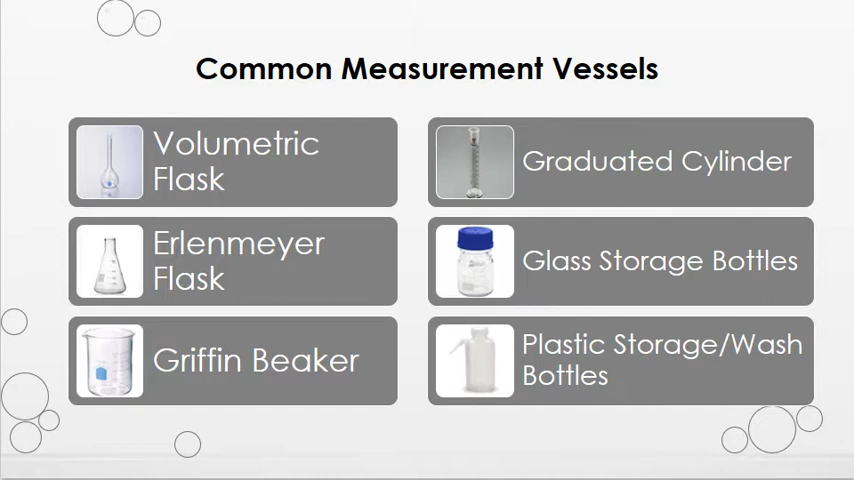 Common Measurement Vessels
Volumetric
Flask
Graduated Cylinder
Erlenmeyer
Flask
Glass Storage Bottles
Griffin Beaker
Plastic Storage/Wash
Bottles